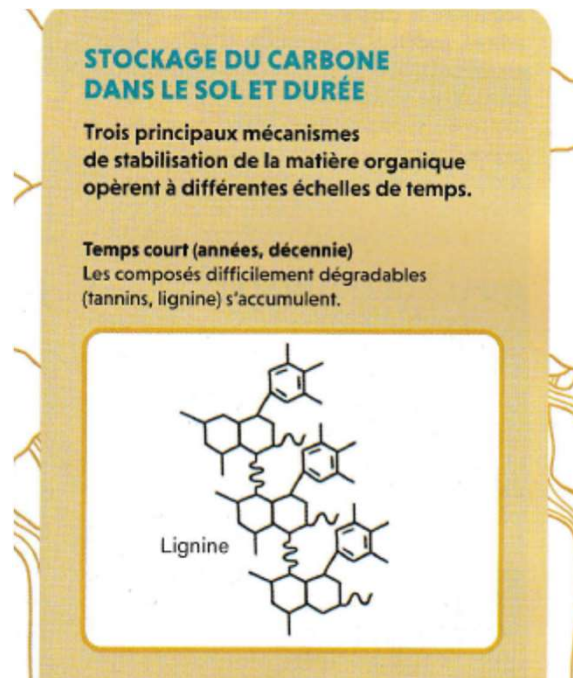 STOCKAGE DU CARBONE
DANS LE SOL ET DURÉE
Trois principaux mécanismes
de stabilisation de la matière organique
opèrent à différentes échelles de temps.
Temps court (années, décennie)
Les composés difficilement dégradables
(tannins, lignine) s'accumulent.
Lignine